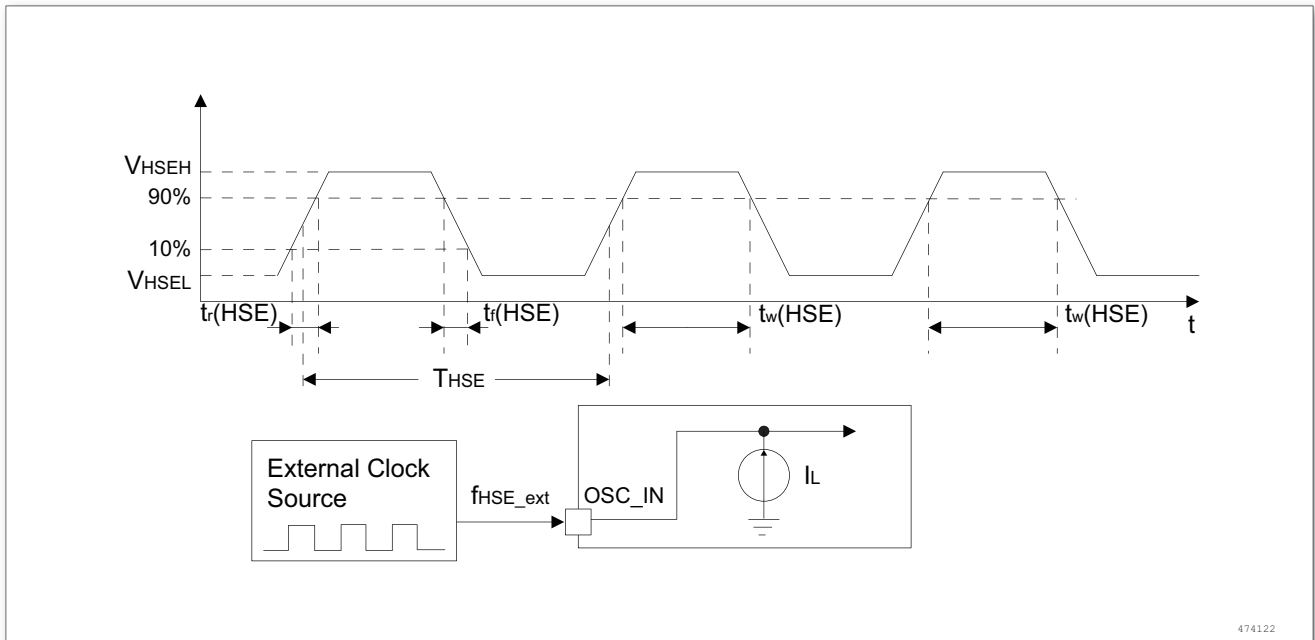 VHSEH
90%
10%
VHSEL
tr(HSE)
tf(HSE)
tw(HSE)
tw(HSE)
t
THSE
External Clock
Source
fHSE_ext
OSC_IN
IL
474122